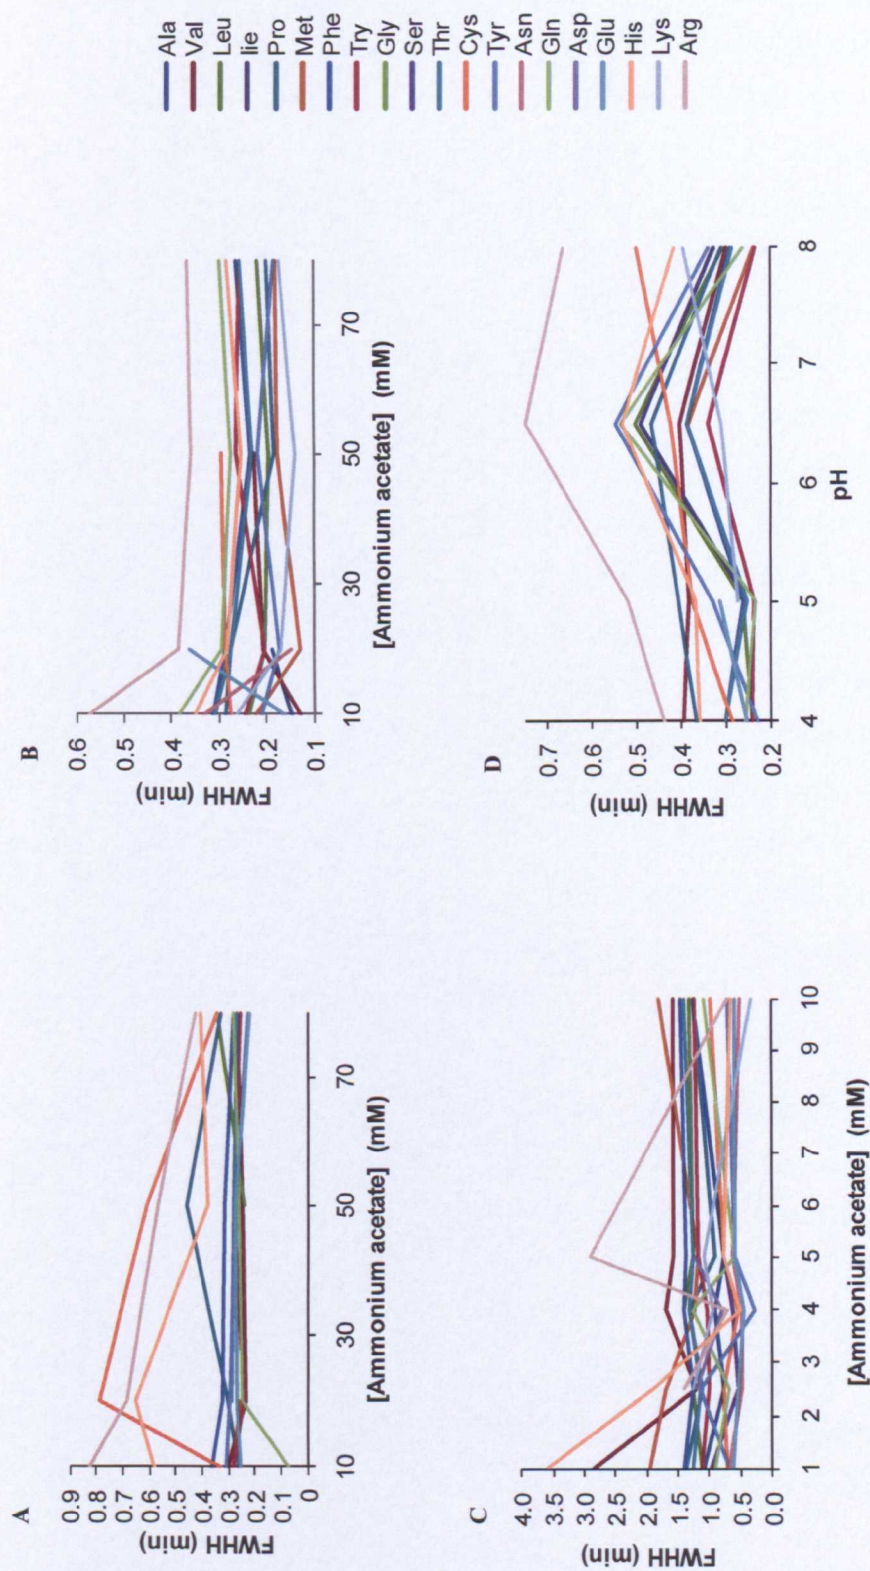 A
FWHH (min)
0.9
0.8
0.7
0.6
0.5
0.4
0.3
0.2
0.1
0
10
30
50
70
[Ammonium acetate] (mM)
B
FWHH (min)
0.6
0.5
0.4
0.3
0.2
0.1
10
30
50
70
[Ammonium acetate] (mM)
C
FWHH (min)
4.0
3.5
3.0
2.5
2.0
1.5
1.0
0.5
0.0
1
2
3
4
5
6
7
8
9
10
[Ammonium acetate] (mM)
D
FWHH (min)
0.7
0.6
0.5
0.4
0.3
0.2
4
5
6
7
8
pH
Ala
Val
Leu
lie
Pro
Met
Phe
Try
Gly
Ser
Thr
Cys
Tyr
Asn
Gln
Asp
Glu
His
Lys
Arg